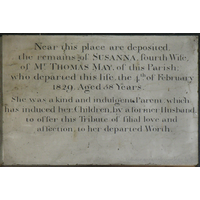 Near this place are deposited
the remains of SUSANNA, fourth Wife,
of Mr. THOMAS MAY, of this Parish:
who departed this life, the 4th of February
1829. Aged 58 Years.
She was a kind and indulgent Parent: which
has induced her Children, by a former Husband
to offer this Tribute of filial love and
affection, to her departed Worth.